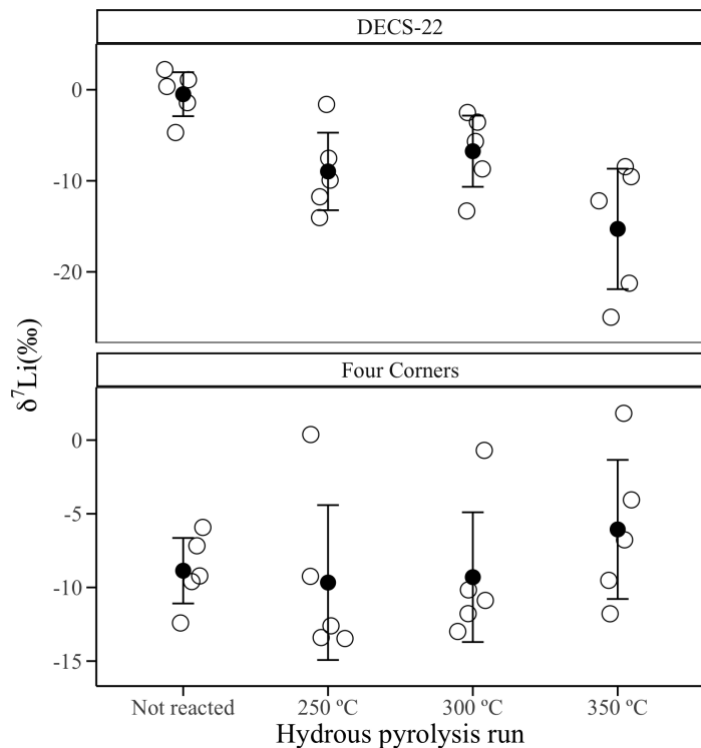 DECS-22
0
-10
-20
δ⁷Li(‰)
Four Corners
0
-5
-10
-15
Not reacted 250 ºC 300 ºC 350 ºC
Hydrous pyrolysis run